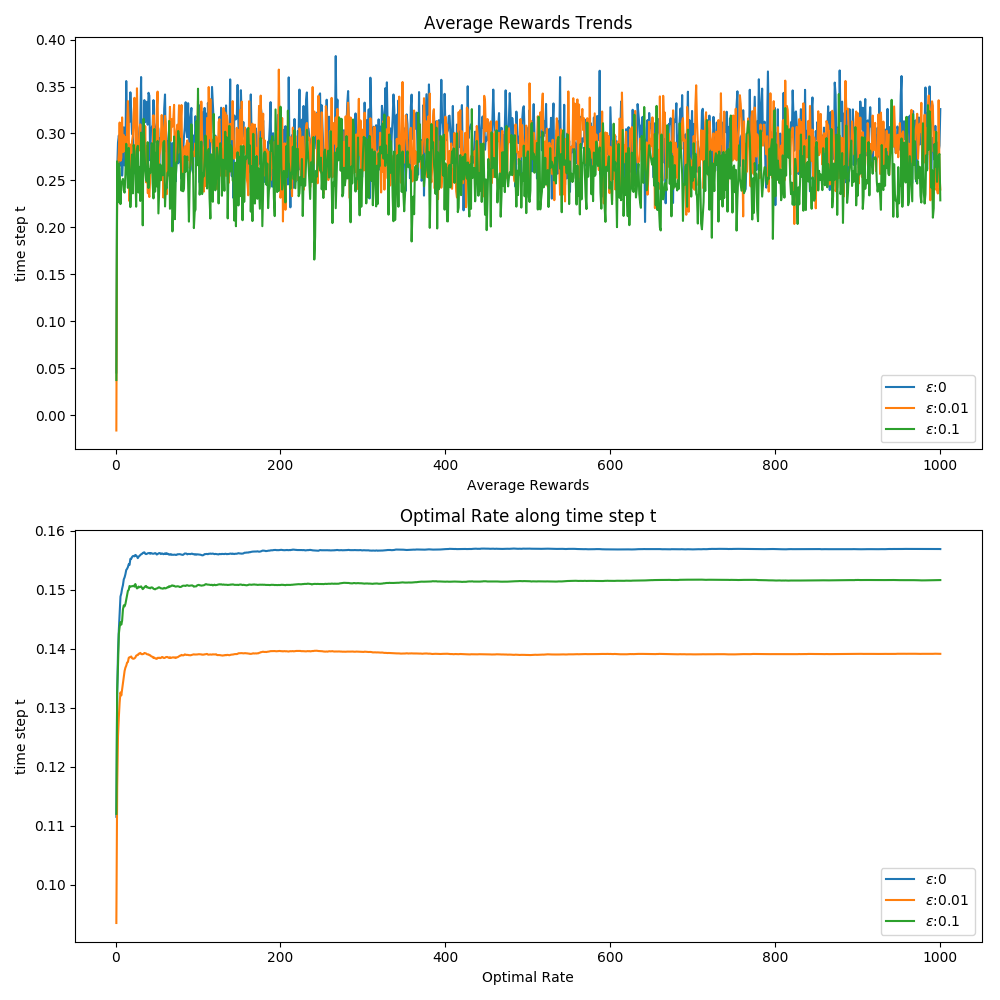 Average Rewards Trends
0.40
0.35
0.30
0.25
0.20
0.15
0.10
0.05
0.00
time step t
ε:0
ε:0.01
ε:0.1
0 200 400 600 800 1000
Average Rewards
Optimal Rate along time step t
0.16
0.15
0.14
0.13
0.12
0.11
0.10
time step t
ε:0
ε:0.01
ε:0.1
0 200 400 600 800 1000
Optimal Rate